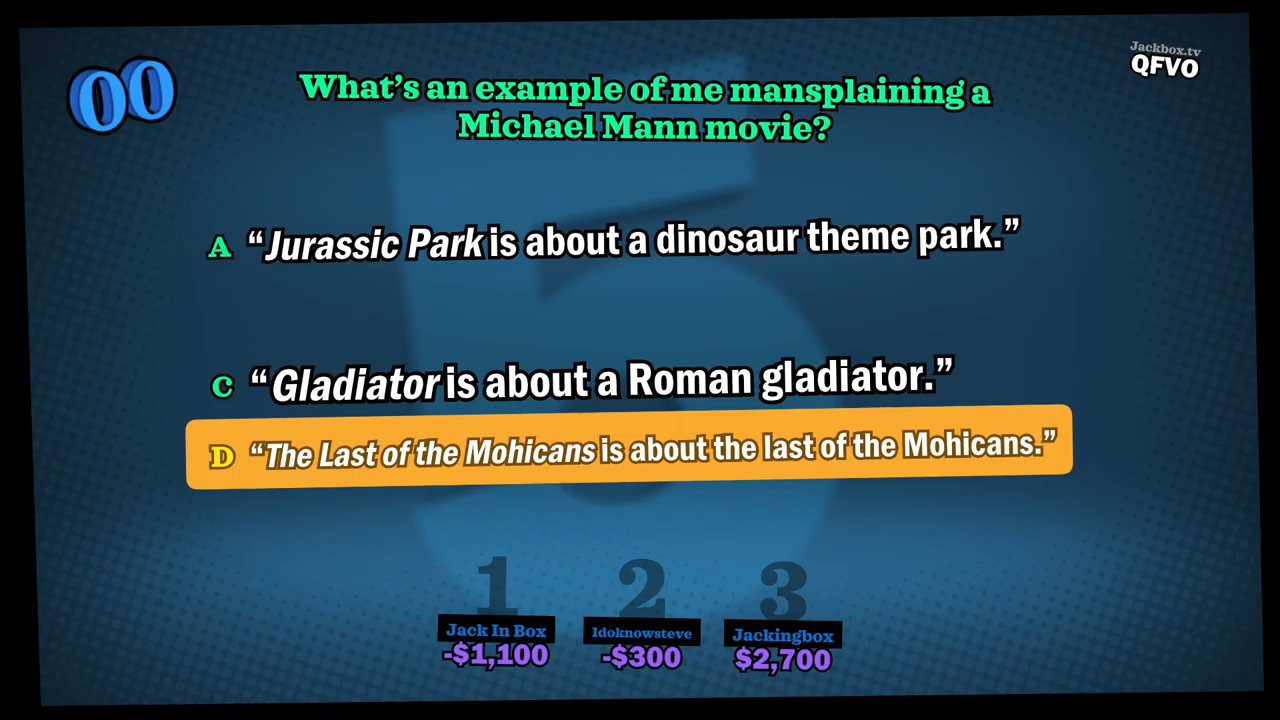 00
Jackbox.tv
QFVO
What's an example of me mansplaining a
Michael Mann movie?
A "Jurassic Park is about a dinosaur theme park."
C "Gladiator is about a Roman gladiator."
D "The Last of the Mohicans is about the last of the Mohicans."
5
1 2 3
Jack In Box Idoknowsteve Jackingbox
-$1,100 -$300 $2,700